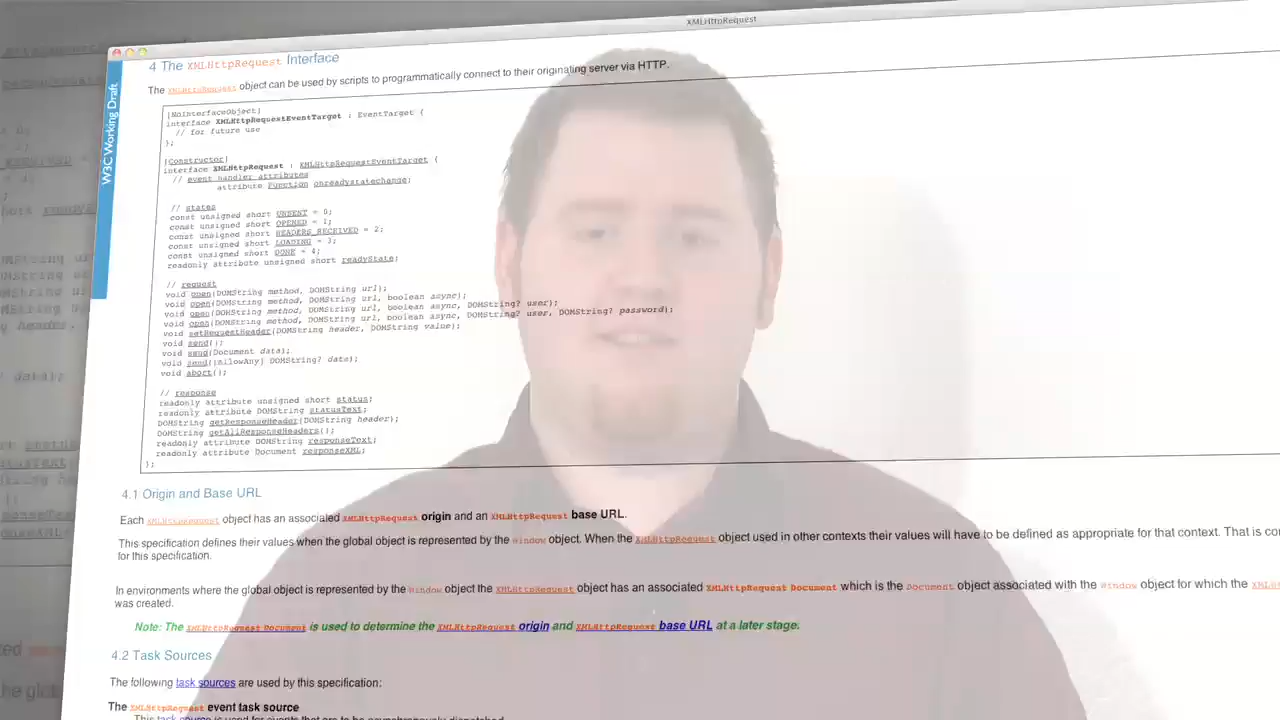 XMLHttpRequest
W3C Working Draft
4 The XMLHttpRequest Interface
The XMLHttpRequest object can be used by scripts to programmatically connect to their originating server via HTTP.
[NoInterfaceObject]
interface XMLHttpRequestEventTarget : EventTarget {
// for future use
};
[Constructor]
interface XMLHttpRequest : XMLHttpRequestEventTarget {
// event handler attributes
attribute Function onreadystatechange;
// states
const unsigned short UNSENT = 0;
const unsigned short OPENED = 1;
const unsigned short HEADERS_RECEIVED = 2;
const unsigned short LOADING = 3;
const unsigned short DONE = 4;
readonly attribute unsigned short readyState;
// request
void open(DOMString method, DOMString url);
void open(DOMString method, DOMString url, boolean async);
void open(DOMString method, DOMString url, boolean async, DOMString? user);
void open(DOMString method, DOMString url, boolean async, DOMString? user, DOMString? password);
void setRequestHeader(DOMString header, DOMString value);
void send();
void send(Document data);
void send([AllowAny] DOMString? data);
void abort();
// response
readonly attribute unsigned short status;
readonly attribute DOMString statusText;
DOMString getResponseHeader(DOMString header);
DOMString getAllResponseHeaders();
readonly attribute DOMString responseText;
readonly attribute Document responseXML;
};
4.1 Origin and Base URL
Each XMLHttpRequest object has an associated XMLHttpRequest origin and an XMLHttpRequest base URL.
This specification defines their values when the global object is represented by the Window object. When the XMLHttpRequest object used in other contexts their values will have to be defined as appropriate for that context. That is co
for this specification.
In environments where the global object is represented by the Window object the XMLHttpRequest object has an associated XMLHttpRequest Document which is the Document object associated with the Window object for which the
was created.
Note: The XMLHttpRequest Document is used to determine the XMLHttpRequest origin and XMLHttpRequest base URL at a later stage.
4.2 Task Sources
The following task sources are used by this specification:
The XMLHttpRequest event task source
This task source is used for events that are to be asynchronously dispatched.